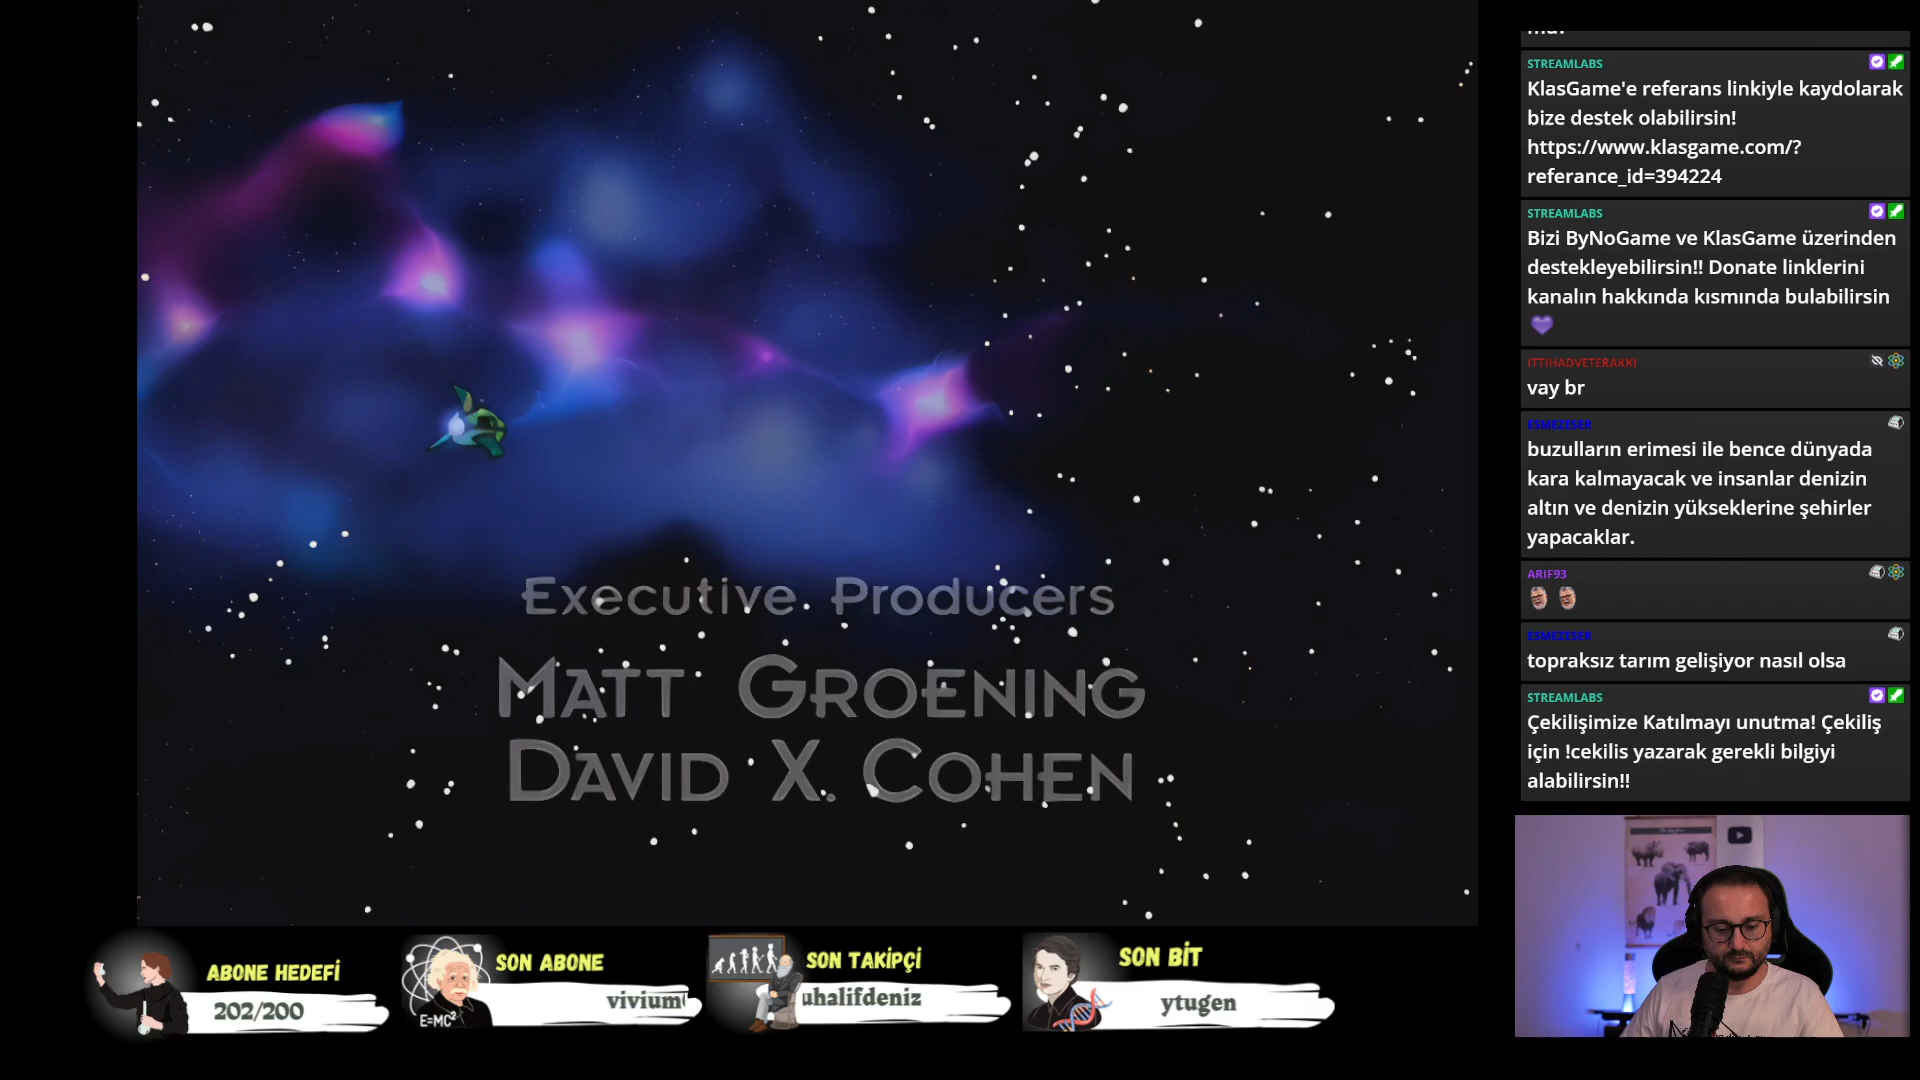 Executive Producers
MATT GROENING
DAVID X. COHEN
STREAMLABS
KlasGame'e referans linkiyle kaydolarak
bize destek olabilirsin!
https://www.klasgame.com/?
referance_id=394224
STREAMLABS
Bizi ByNoGame ve KlasGame üzerinden
destekleyebilirsin!! Donate linklerini
kanalın hakkında kısmında bulabilirsin
ITTIHADVETERAKKI
vay br
ESMEZESER
buzulların erimesi ile bence dünyada
kara kalmayacak ve insanlar denizin
altın ve denizin yükseklerine şehirler
yapacaklar.
ARIF93
ESMEZESER
topraksız tarım gelişiyor nasıl olsa
STREAMLABS
Çekilişimize Katılmayı unutma! Çekiliş
için !cekilis yazarak gerekli bilgiyi
alabilirsin!!
ABONE HEDEFİ
202/200
E=MC²
SON ABONE
vivium
SON TAKİPÇİ
uhalifdeniz
SON BİT
ytugen